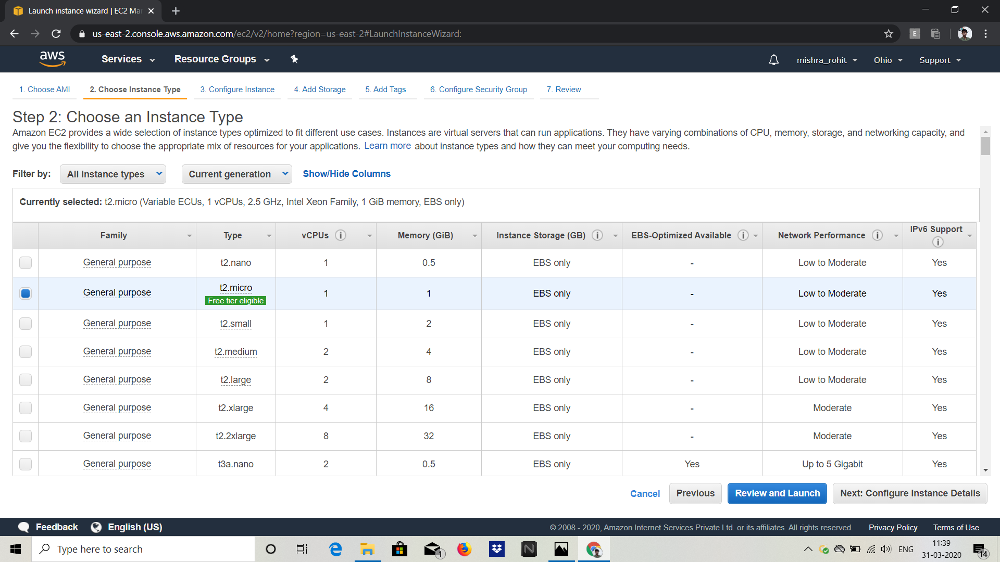 Launch instance wizard | EC2 Mar
us-east-2.console.aws.amazon.com/ec2/v2/home?region=us-east-2#LaunchInstanceWizard:
E
aws
Services
Resource Groups
mishra_rohit
Ohio
Support
1. Choose AMI
2. Choose Instance Type
3. Configure Instance
4. Add Storage
5. Add Tags
6. Configure Security Group
7. Review
Step 2: Choose an Instance Type
Amazon EC2 provides a wide selection of instance types optimized to fit different use cases. Instances are virtual servers that can run applications. They have varying combinations of CPU, memory, storage, and networking capacity, and
give you the flexibility to choose the appropriate mix of resources for your applications. Learn more about instance types and how they can meet your computing needs.
Filter by: All instance types Current generation Show/Hide Columns
Currently selected: t2.micro (Variable ECUs, 1 vCPUs, 2.5 GHz, Intel Xeon Family, 1 GiB memory, EBS only)
Family Type vCPUs i Memory (GiB) Instance Storage (GB) i EBS-Optimized Available i Network Performance i IPv6 Support i
General purpose t2.nano 1 0.5 EBS only - Low to Moderate Yes
General purpose t2.micro Free tier eligible 1 1 EBS only - Low to Moderate Yes
General purpose t2.small 1 2 EBS only - Low to Moderate Yes
General purpose t2.medium 2 4 EBS only - Low to Moderate Yes
General purpose t2.large 2 8 EBS only - Low to Moderate Yes
General purpose t2.xlarge 4 16 EBS only - Moderate Yes
General purpose t2.2xlarge 8 32 EBS only - Moderate Yes
General purpose t3a.nano 2 0.5 EBS only Yes Up to 5 Gigabit Yes
Cancel Previous Review and Launch Next: Configure Instance Details
Feedback English (US) © 2008 - 2020, Amazon Internet Services Private Ltd. or its affiliates. All rights reserved. Privacy Policy Terms of Use
Type here to search
1
N
ENG
11:39
31-03-2020
14